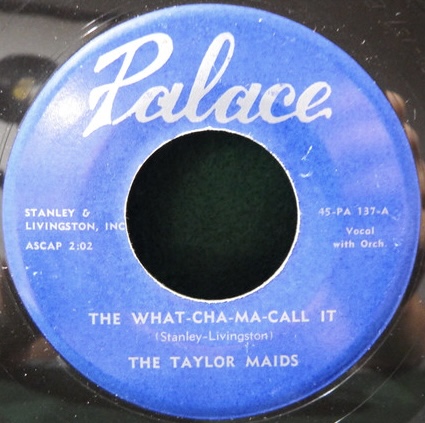 Palace
STANLEY &
LIVINGSTON, INC
ASCAP 2:02
45-PA 137-A
Vocal
with Orch.
THE WHAT-CHA-MA-CALL IT
(Stanley-Livingston)
THE TAYLOR MAIDS